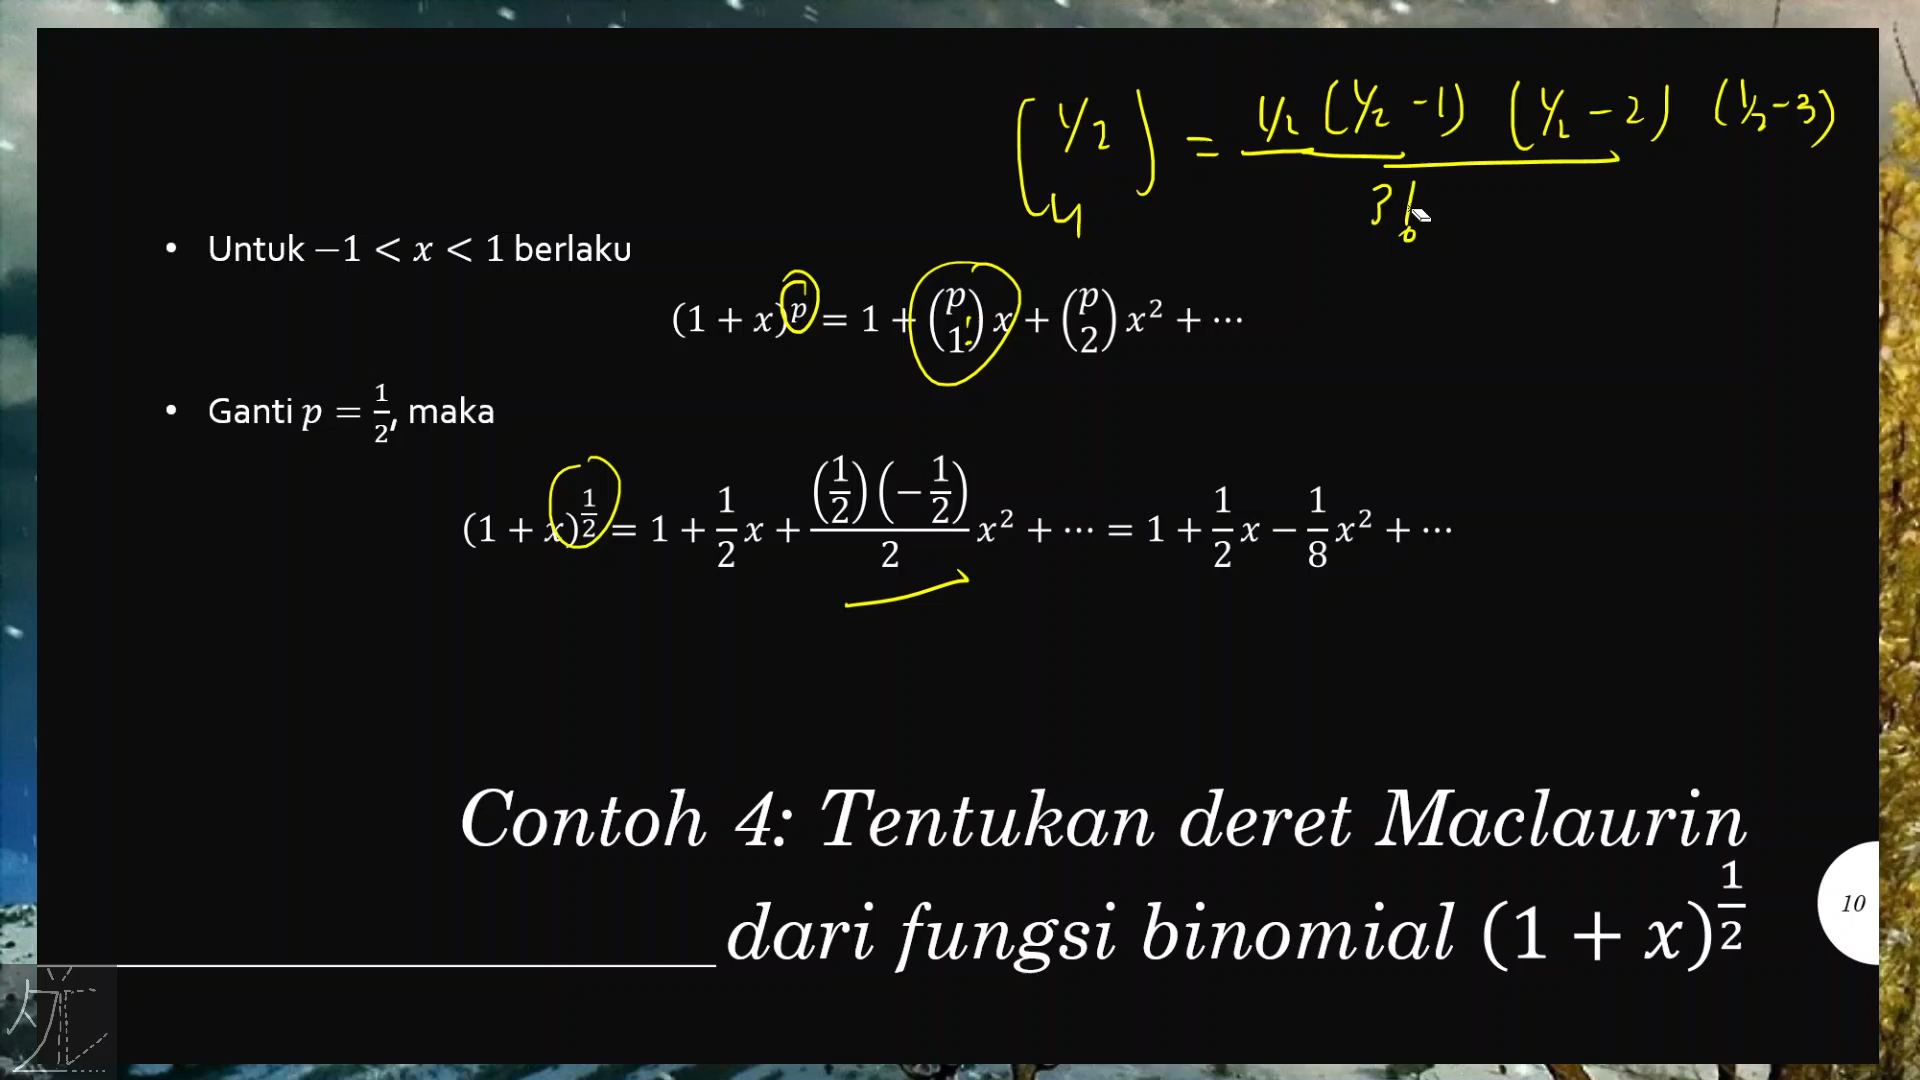 (1/2 4) = 1/2 (1/2 -1) (1/2 - 2) (1/2 - 3) / 3!
• Untuk −1 < x < 1 berlaku
(1 + x)^p = 1 + (p 1) x + (p 2) x² + ⋯
• Ganti p = 1/2, maka
(1 + x)^(1/2) = 1 + 1/2 x + (1/2)(−1/2)/2 x² + ⋯ = 1 + 1/2 x − 1/8 x² + ⋯
Contoh 4: Tentukan deret Maclaurin
dari fungsi binomial (1 + x)^(1/2)
10